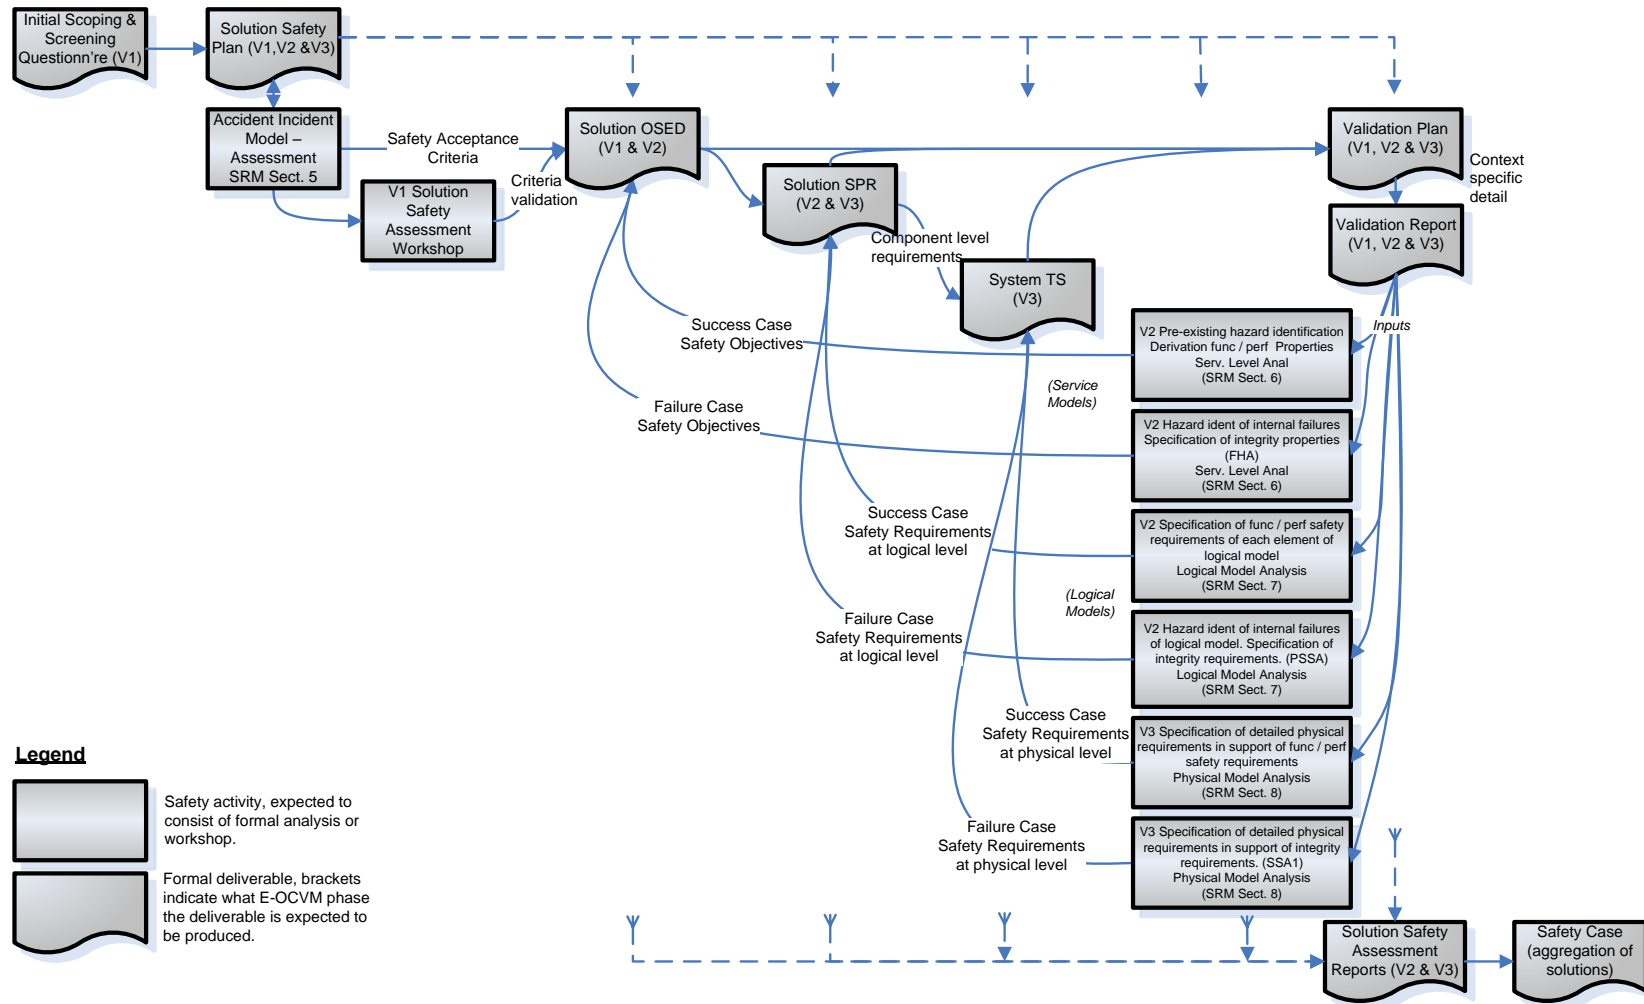 Initial Scoping &
Screening
Questionn're (V1)
Solution Safety
Plan (V1,V2 &V3)
Accident Incident
Model –
Assessment
SRM Sect. 5
Safety Acceptance
Criteria
V1 Solution
Safety
Assessment
Workshop
Criteria
validation
Solution OSED
(V1 & V2)
Solution SPR
(V2 & V3)
Component level
requirements
System TS
(V3)
Validation Plan
(V1, V2 & V3)
Context
specific
detail
Validation Report
(V1, V2 & V3)
Inputs
Success Case
Safety Objectives
V2 Pre-existing hazard identification
Derivation func / perf Properties
Serv. Level Anal
(SRM Sect. 6)
(Service
Models)
Failure Case
Safety Objectives
V2 Hazard ident of internal failures
Specification of integrity properties
(FHA)
Serv. Level Anal
(SRM Sect. 6)
Success Case
Safety Requirements
at logical level
V2 Specification of func / perf safety
requirements of each element of
logical model
Logical Model Analysis
(SRM Sect. 7)
(Logical
Models)
Failure Case
Safety Requirements
at logical level
V2 Hazard ident of internal failures
of logical model. Specification of
integrity requirements. (PSSA)
Logical Model Analysis
(SRM Sect. 7)
Success Case
Safety Requirements
at physical level
V3 Specification of detailed physical
requirements in support of func / perf
safety requirements
Physical Model Analysis
(SRM Sect. 8)
Failure Case
Safety Requirements
at physical level
V3 Specification of detailed physical
requirements in support of integrity
requirements. (SSA1)
Physical Model Analysis
(SRM Sect. 8)
Legend
Safety activity, expected to
consist of formal analysis or
workshop.
Formal deliverable, brackets
indicate what E-OCVM phase
the deliverable is expected to
be produced.
Solution Safety
Assessment
Reports (V2 & V3)
Safety Case
(aggregation of
solutions)